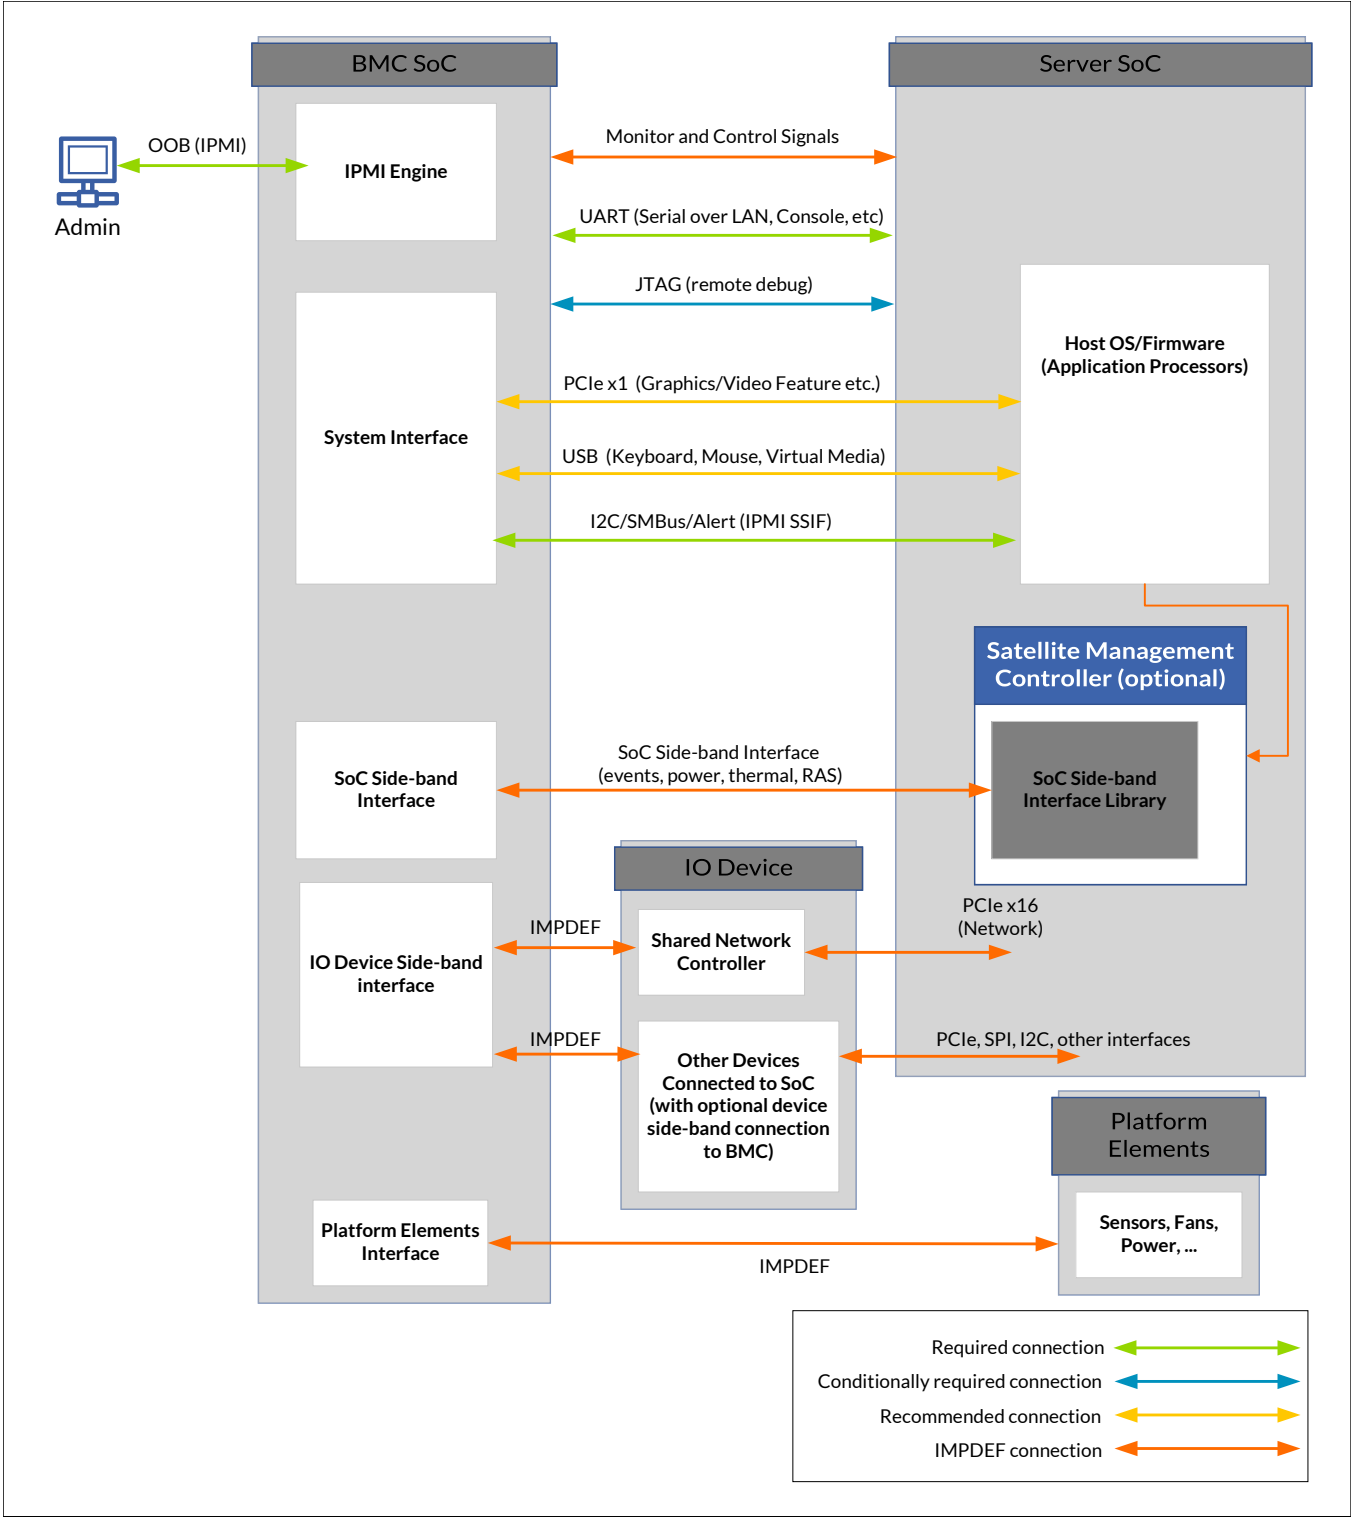 BMC SoC
Server SoC
OOB (IPMI)
Admin
IPMI Engine
Monitor and Control Signals
UART (Serial over LAN, Console, etc)
JTAG (remote debug)
Host OS/Firmware
(Application Processors)
PCIe x1 (Graphics/Video Feature etc.)
System Interface
USB (Keyboard, Mouse, Virtual Media)
I2C/SMBus/Alert (IPMI SSIF)
Satellite Management
Controller (optional)
SoC Side-band
Interface
SoC Side-band Interface
(events, power, thermal, RAS)
SoC Side-band
Interface Library
IO Device
PCIe x16
(Network)
IMPDEF
Shared Network
Controller
IO Device Side-band
interface
IMPDEF
Other Devices
Connected to SoC
(with optional device
side-band connection
to BMC)
PCIe, SPI, I2C, other interfaces
Platform
Elements
Platform Elements
Interface
IMPDEF
Sensors, Fans,
Power, ...
Required connection
Conditionally required connection
Recommended connection
IMPDEF connection